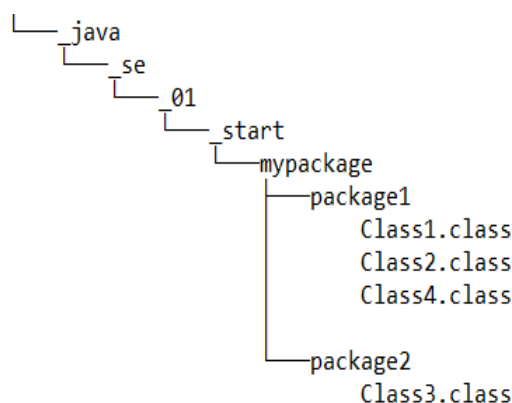 _java
_se
_01
_start
mypackage
package1
Class1.class
Class2.class
Class4.class
package2
Class3.class